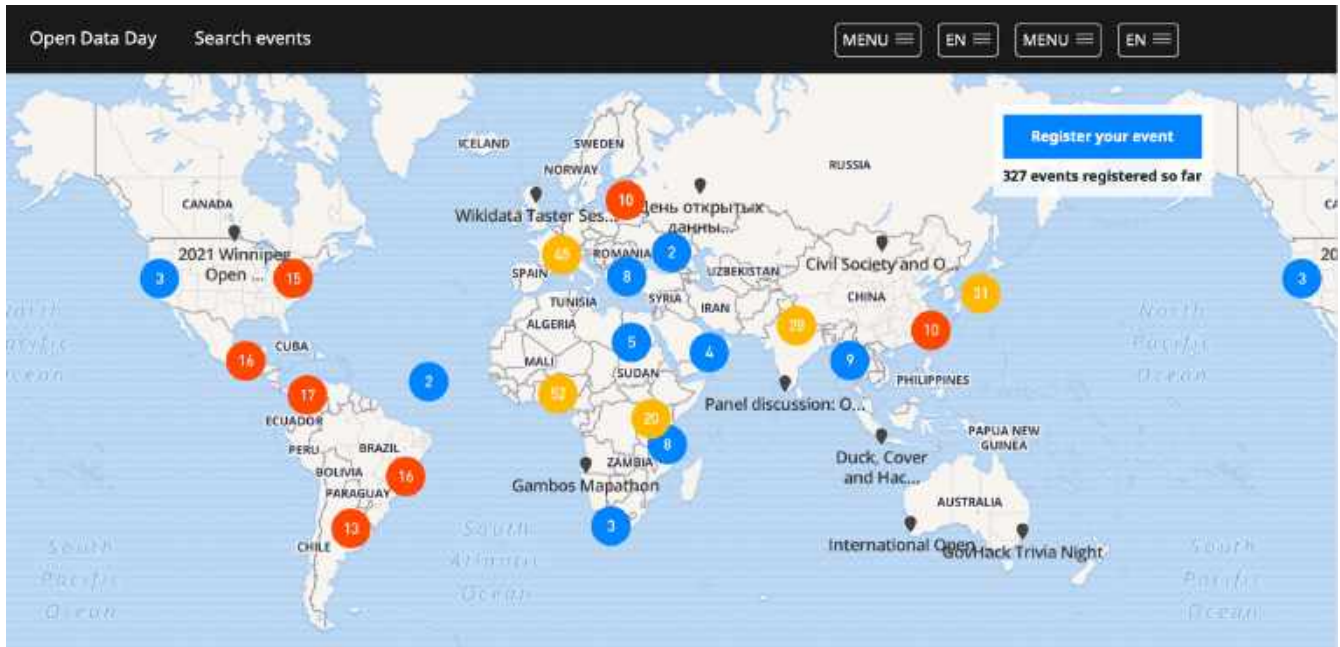 Open Data Day
Search events
MENU
EN
MENU
EN
Register your event
327 events registered so far
ICELAND
SWEDEN
NORWAY
RUSSIA
CANADA
10
Wikidata Taster Ses...
День открытых
данны...
2021 Winnipeg
Open ...
3
15
SPAIN
ROMANIA
2
8
UZBEKISTAN
Civil Society and O...
CHINA
31
3
TUNISIA
SYRIA
IRAN
ALGERIA
10
CUBA
16
5
4
9
MALI
SUDAN
PHILIPPINES
2
17
52
Panel discussion: O...
ECUADOR
20
8
PERU
BRAZIL
PAPUA NEW
GUINEA
BOLIVIA
16
ZAMBIA
Duck, Cover
and Hac...
PARAGUAY
Gambos Mapathon
AUSTRALIA
13
3
CHILE
International Open
GovHack Trivia Night
North
Pacific
Ocean
South
Pacific
Ocean
South
Atlantic
Ocean
South
Pacific
Ocean